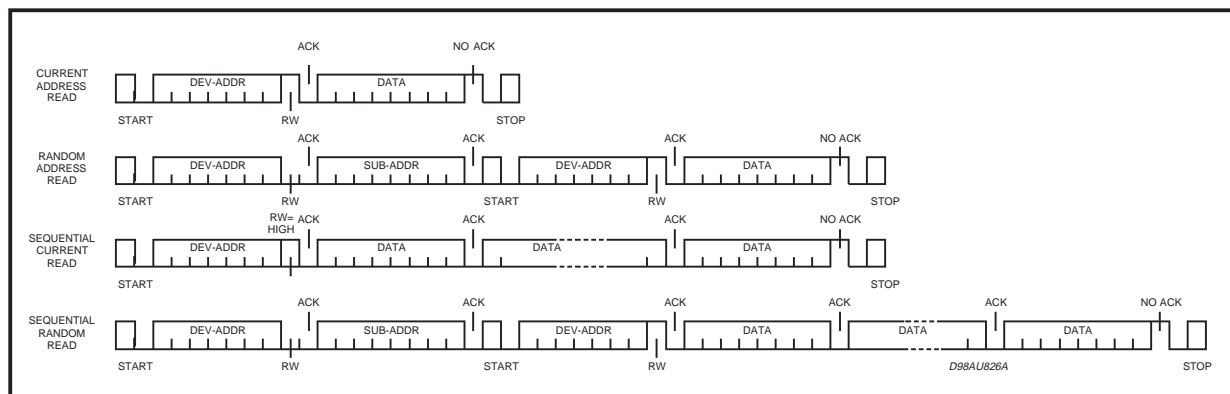 ACK NO ACK
CURRENT
ADDRESS
READ
DEV-ADDR DATA
START RW STOP
ACK ACK ACK NO ACK
RANDOM
ADDRESS
READ
DEV-ADDR SUB-ADDR DEV-ADDR DATA
START RW START RW STOP
RW=
HIGH
ACK ACK ACK NO ACK
SEQUENTIAL
CURRENT
READ
DEV-ADDR DATA DATA DATA
START STOP
ACK ACK ACK ACK ACK NO ACK
SEQUENTIAL
RANDOM
READ
DEV-ADDR SUB-ADDR DEV-ADDR DATA DATA DATA
START RW START RW D98AU826A STOP